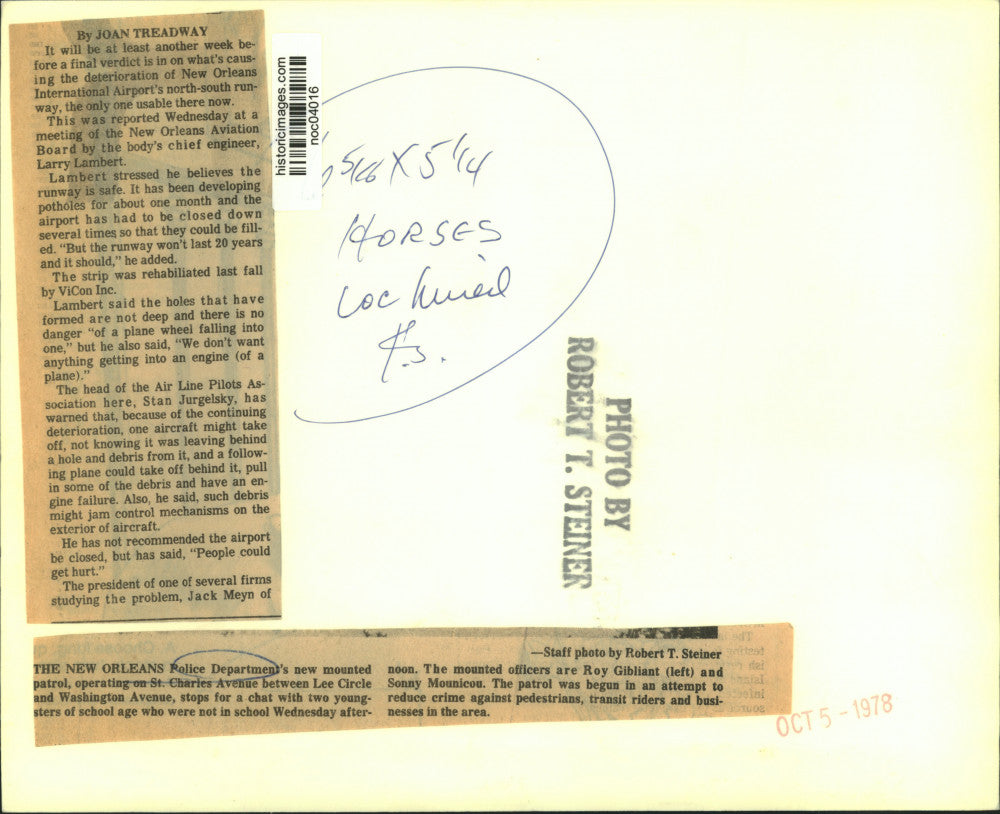 By JOAN TREADWAY
It will be at least another week be-
fore a final verdict is in on what's caus-
ing the deterioration of New Orleans
International Airport's north-south run-
way, the only one usable there now.
This was reported Wednesday at a
meeting of the New Orleans Aviation
Board by the body's chief engineer,
Larry Lambert.
Lambert stressed he believes the
runway is safe. It has been developing
potholes for about one month and the
airport has had to be closed down
several times so that they could be fill-
ed. "But the runway won't last 20 years
and it should," he added.
The strip was rehabiliated last fall
by ViCon Inc.
Lambert said the holes that have
formed are not deep and there is no
danger "of a plane wheel falling into
one," but he also said, "We don't want
anything getting into an engine (of a
plane)."
The head of the Air Line Pilots As-
sociation here, Stan Jurgelsky, has
warned that, because of the continuing
deterioration, one aircraft might take
off, not knowing it was leaving behind
a hole and debris from it, and a follow-
ing plane could take off behind it, pull
in some of the debris and have an en-
gine failure. Also, he said, such debris
might jam control mechanisms on the
exterior of aircraft.
He has not recommended the airport
be closed, but has said, "People could
get hurt."
The president of one of several firms
studying the problem, Jack Meyn of
historicimages.com
noc04016
X 5 1/4
HORSES
PHOTO BY
ROBERT T. STEINER
THE NEW ORLEANS Police Department's new mounted
patrol, operating on St. Charles Avenue between Lee Circle
and Washington Avenue, stops for a chat with two young-
sters of school age who were not in school Wednesday after-
—Staff photo by Robert T. Steiner
noon. The mounted officers are Roy Gibliant (left) and
Sonny Mounicou. The patrol was begun in an attempt to
reduce crime against pedestrians, transit riders and busi-
nesses in the area.
OCT 5 - 1978